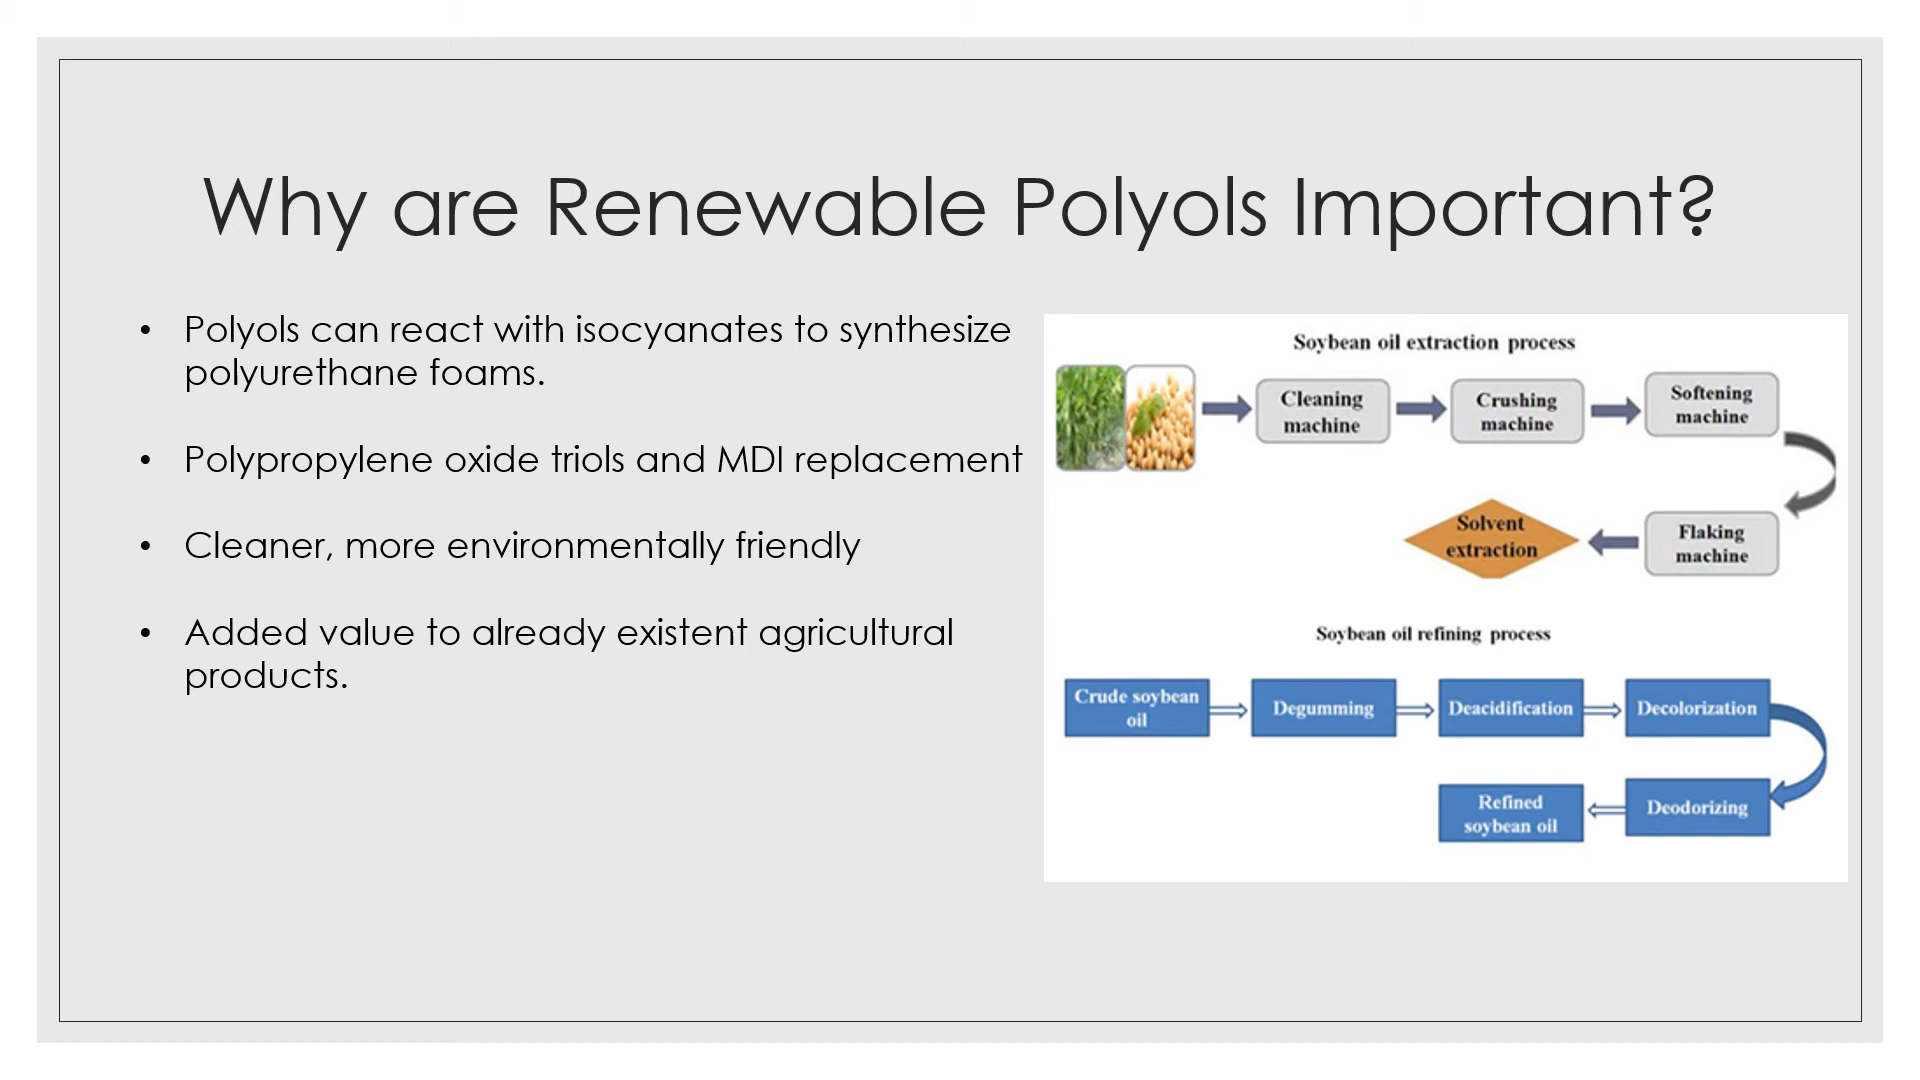 Why are Renewable Polyols Important?
• Polyols can react with isocyanates to synthesize
polyurethane foams.
• Polypropylene oxide triols and MDI replacement
• Cleaner, more environmentally friendly
• Added value to already existent agricultural
products.
Soybean oil extraction process
Cleaning
machine
Crushing
machine
Softening
machine
Flaking
machine
Solvent
extraction
Soybean oil refining process
Crude soybean
oil
Degumming
Deacidification
Decolorization
Deodorizing
Refined
soybean oil